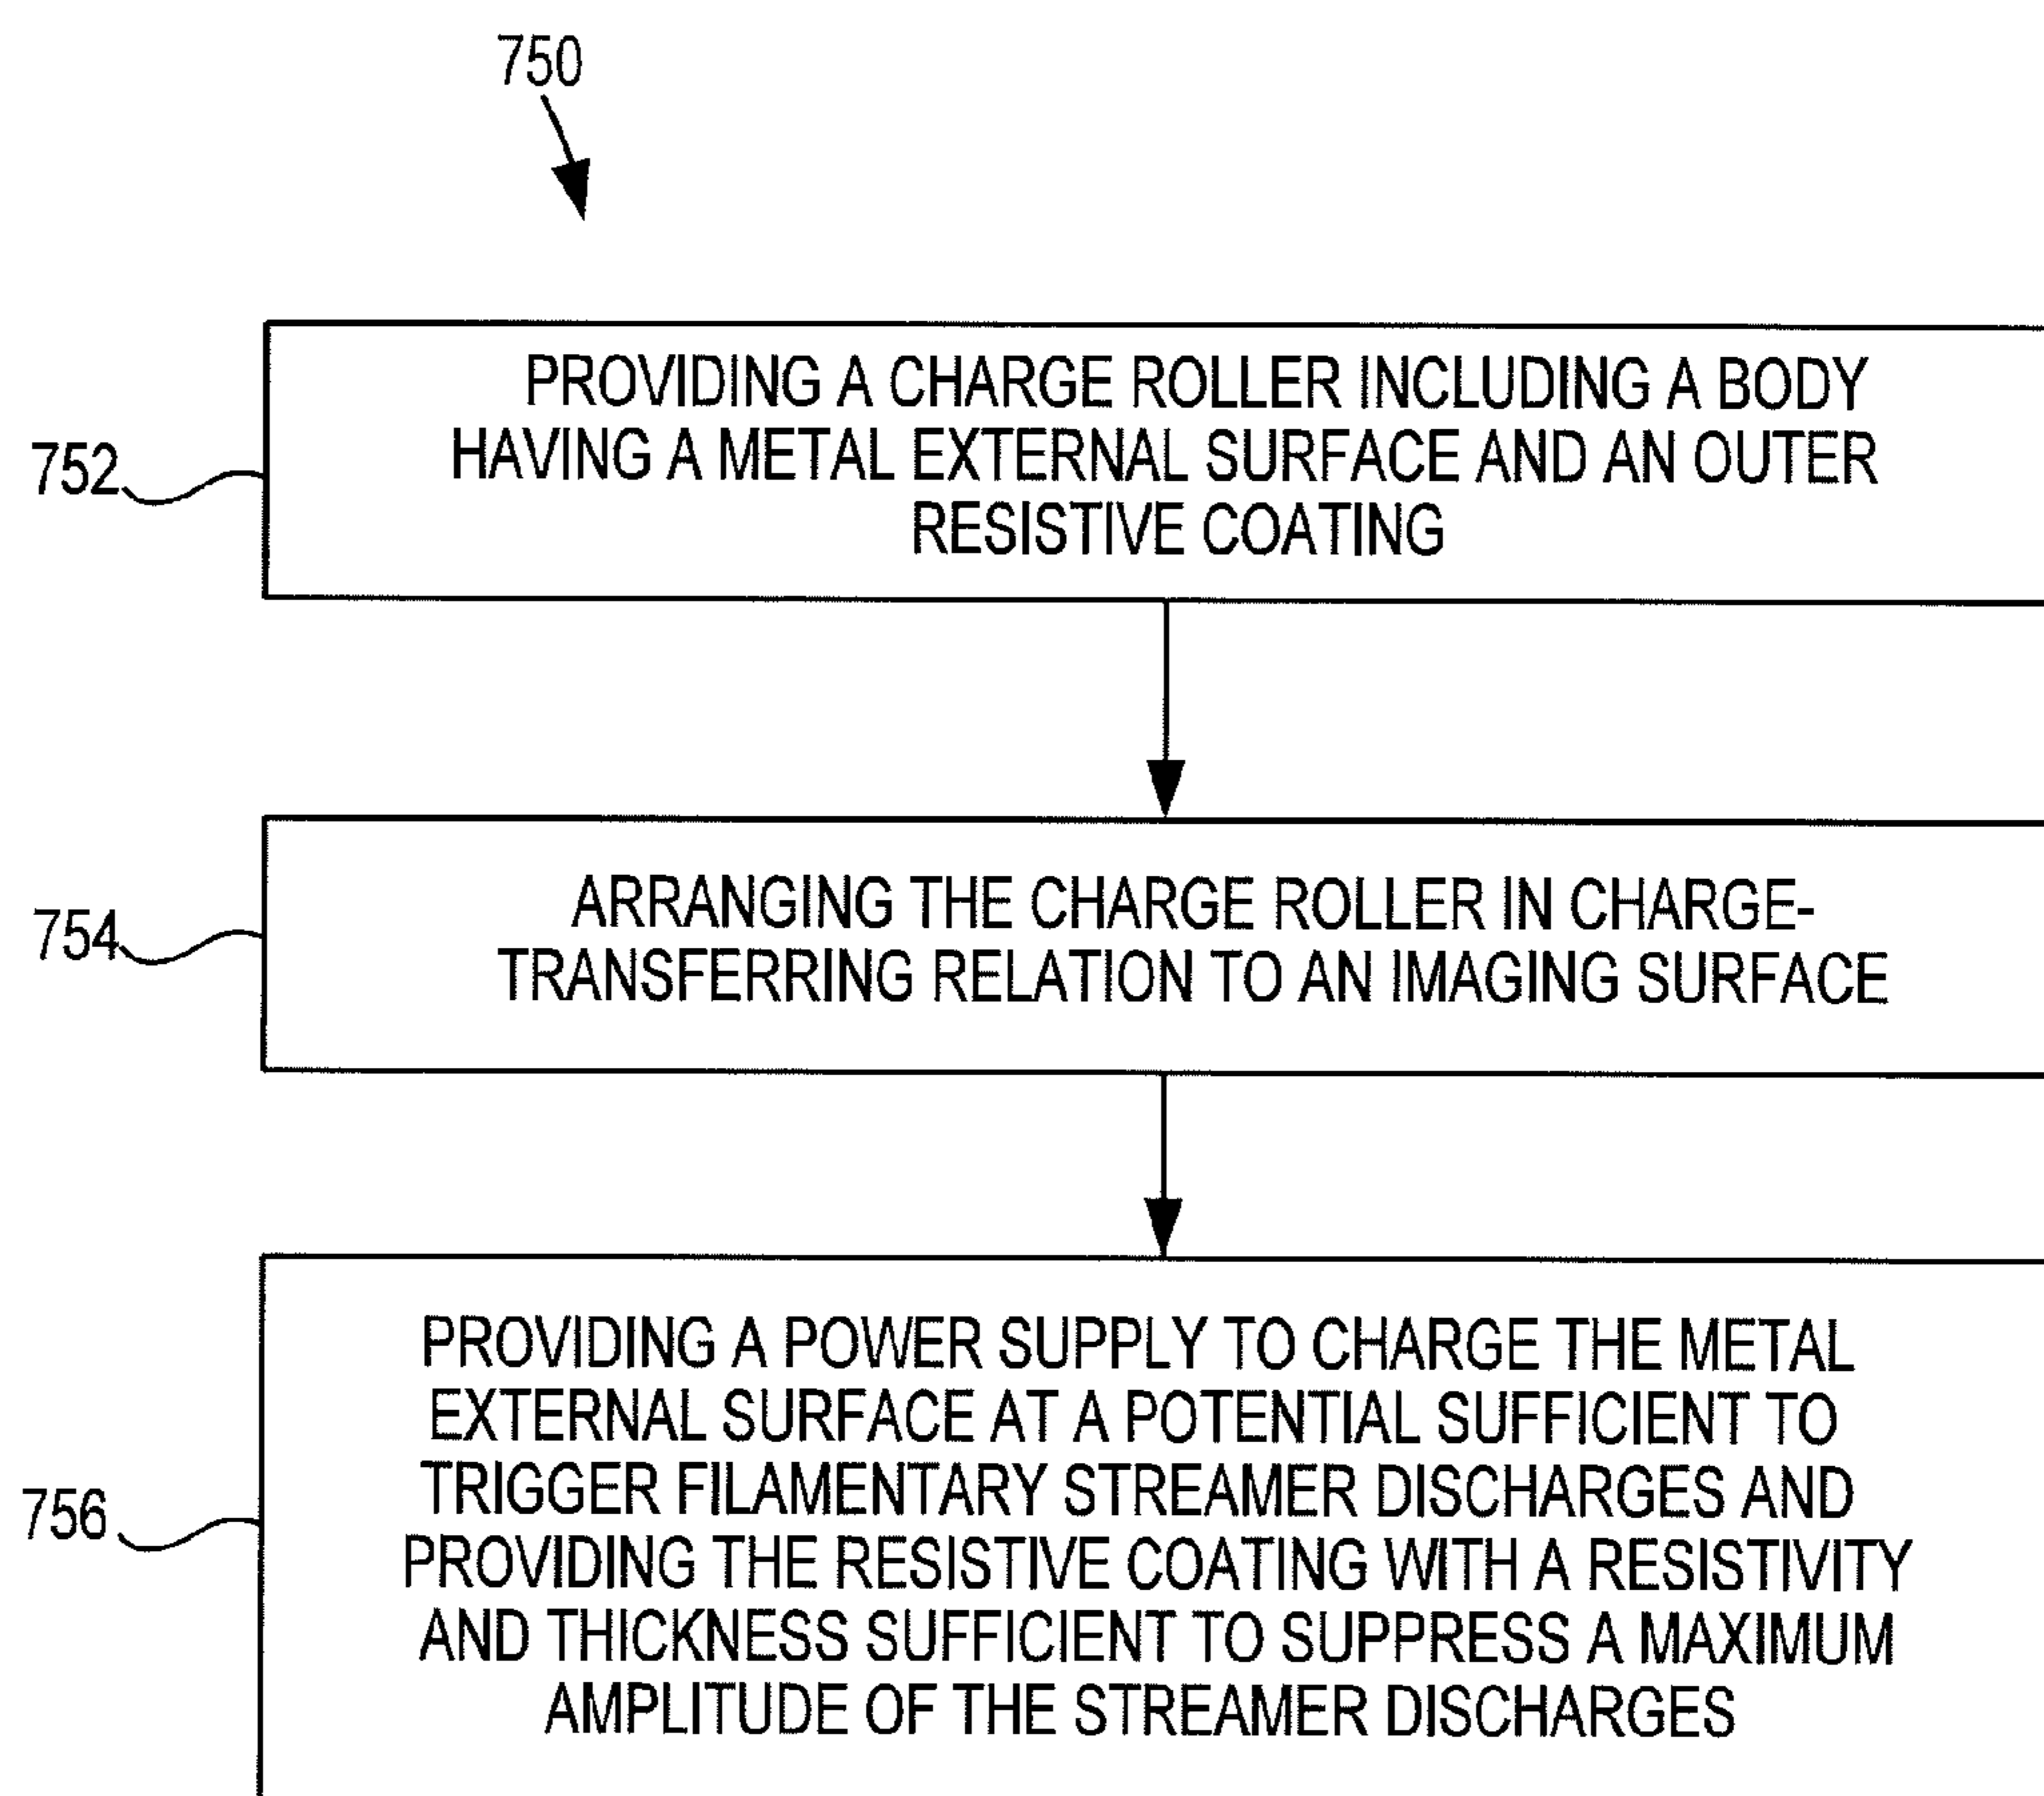 750
752
PROVIDING A CHARGE ROLLER INCLUDING A BODY
HAVING A METAL EXTERNAL SURFACE AND AN OUTER
RESISTIVE COATING
754
ARRANGING THE CHARGE ROLLER IN CHARGE-
TRANSFERRING RELATION TO AN IMAGING SURFACE
756
PROVIDING A POWER SUPPLY TO CHARGE THE METAL
EXTERNAL SURFACE AT A POTENTIAL SUFFICIENT TO
TRIGGER FILAMENTARY STREAMER DISCHARGES AND
PROVIDING THE RESISTIVE COATING WITH A RESISTIVITY
AND THICKNESS SUFFICIENT TO SUPPRESS A MAXIMUM
AMPLITUDE OF THE STREAMER DISCHARGES